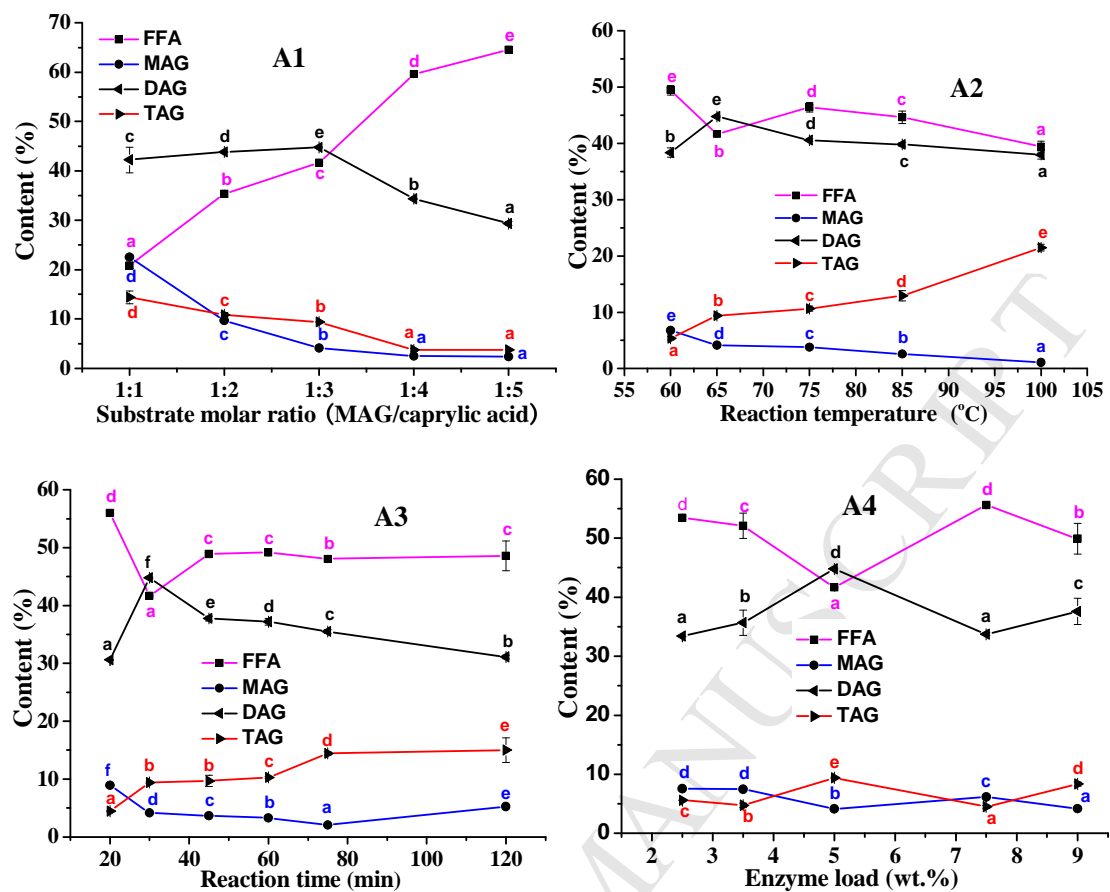 A1
FFA
MAG
DAG
TAG
Content (%)
70
60
50
40
30
20
10
0
c d e b a
a b c d e
d c b a a
d c b a a
1:1 1:2 1:3 1:4 1:5
Substrate molar ratio (MAG/caprylic acid)
A2
FFA
MAG
DAG
TAG
Content (%)
60
50
40
30
20
10
0
e b d c a
b e d c a
e d c b a
a b c d e
55 60 65 70 75 80 85 90 95 100 105
Reaction temperature (°C)
A3
FFA
MAG
DAG
TAG
Content (%)
60
50
40
30
20
10
0
d a c c b c
a f e d c b
f d c b a e
a b b c d e
20 40 60 80 100 120
Reaction time (min)
A4
FFA
MAG
DAG
TAG
Content (%)
60
50
40
30
20
10
0
d c a d b
a b d a c
d d b c a
c b e a d
2 3 4 5 6 7 8 9
Enzyme load (wt.%)
MANUSCRIPT